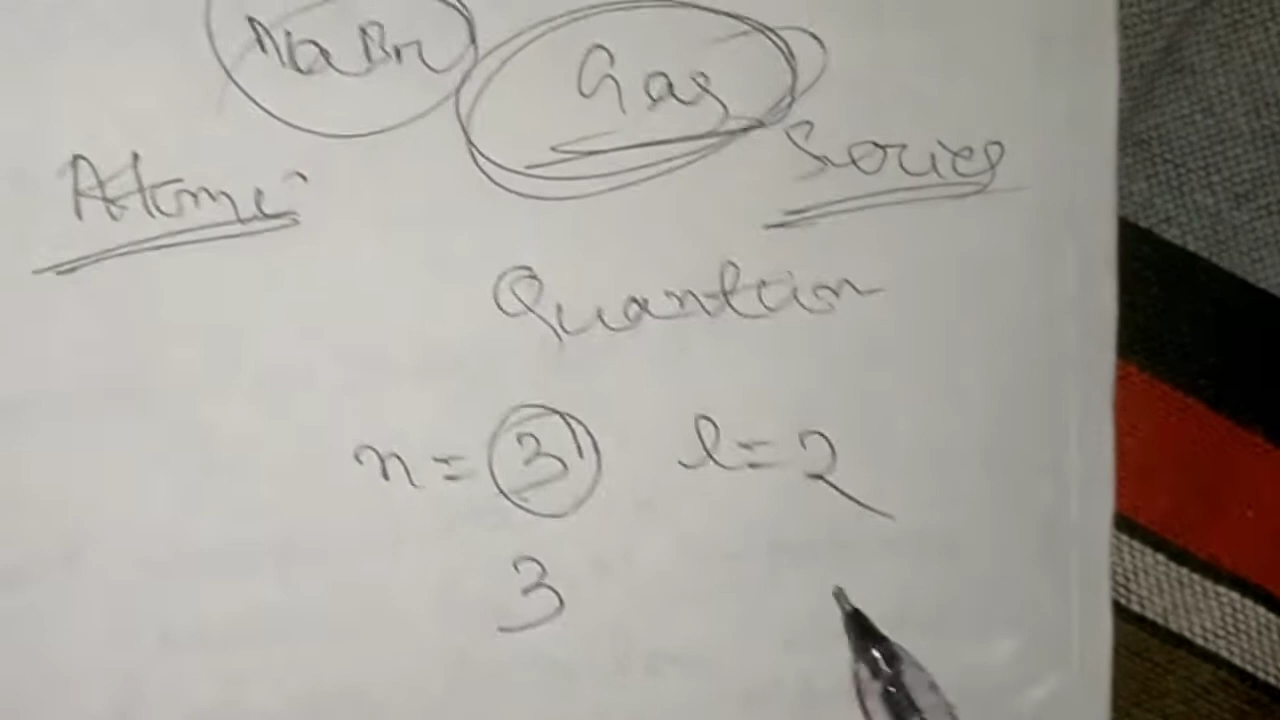 NaBr Gas
Atomic Series
Quantum
n = 3 l = 2
3